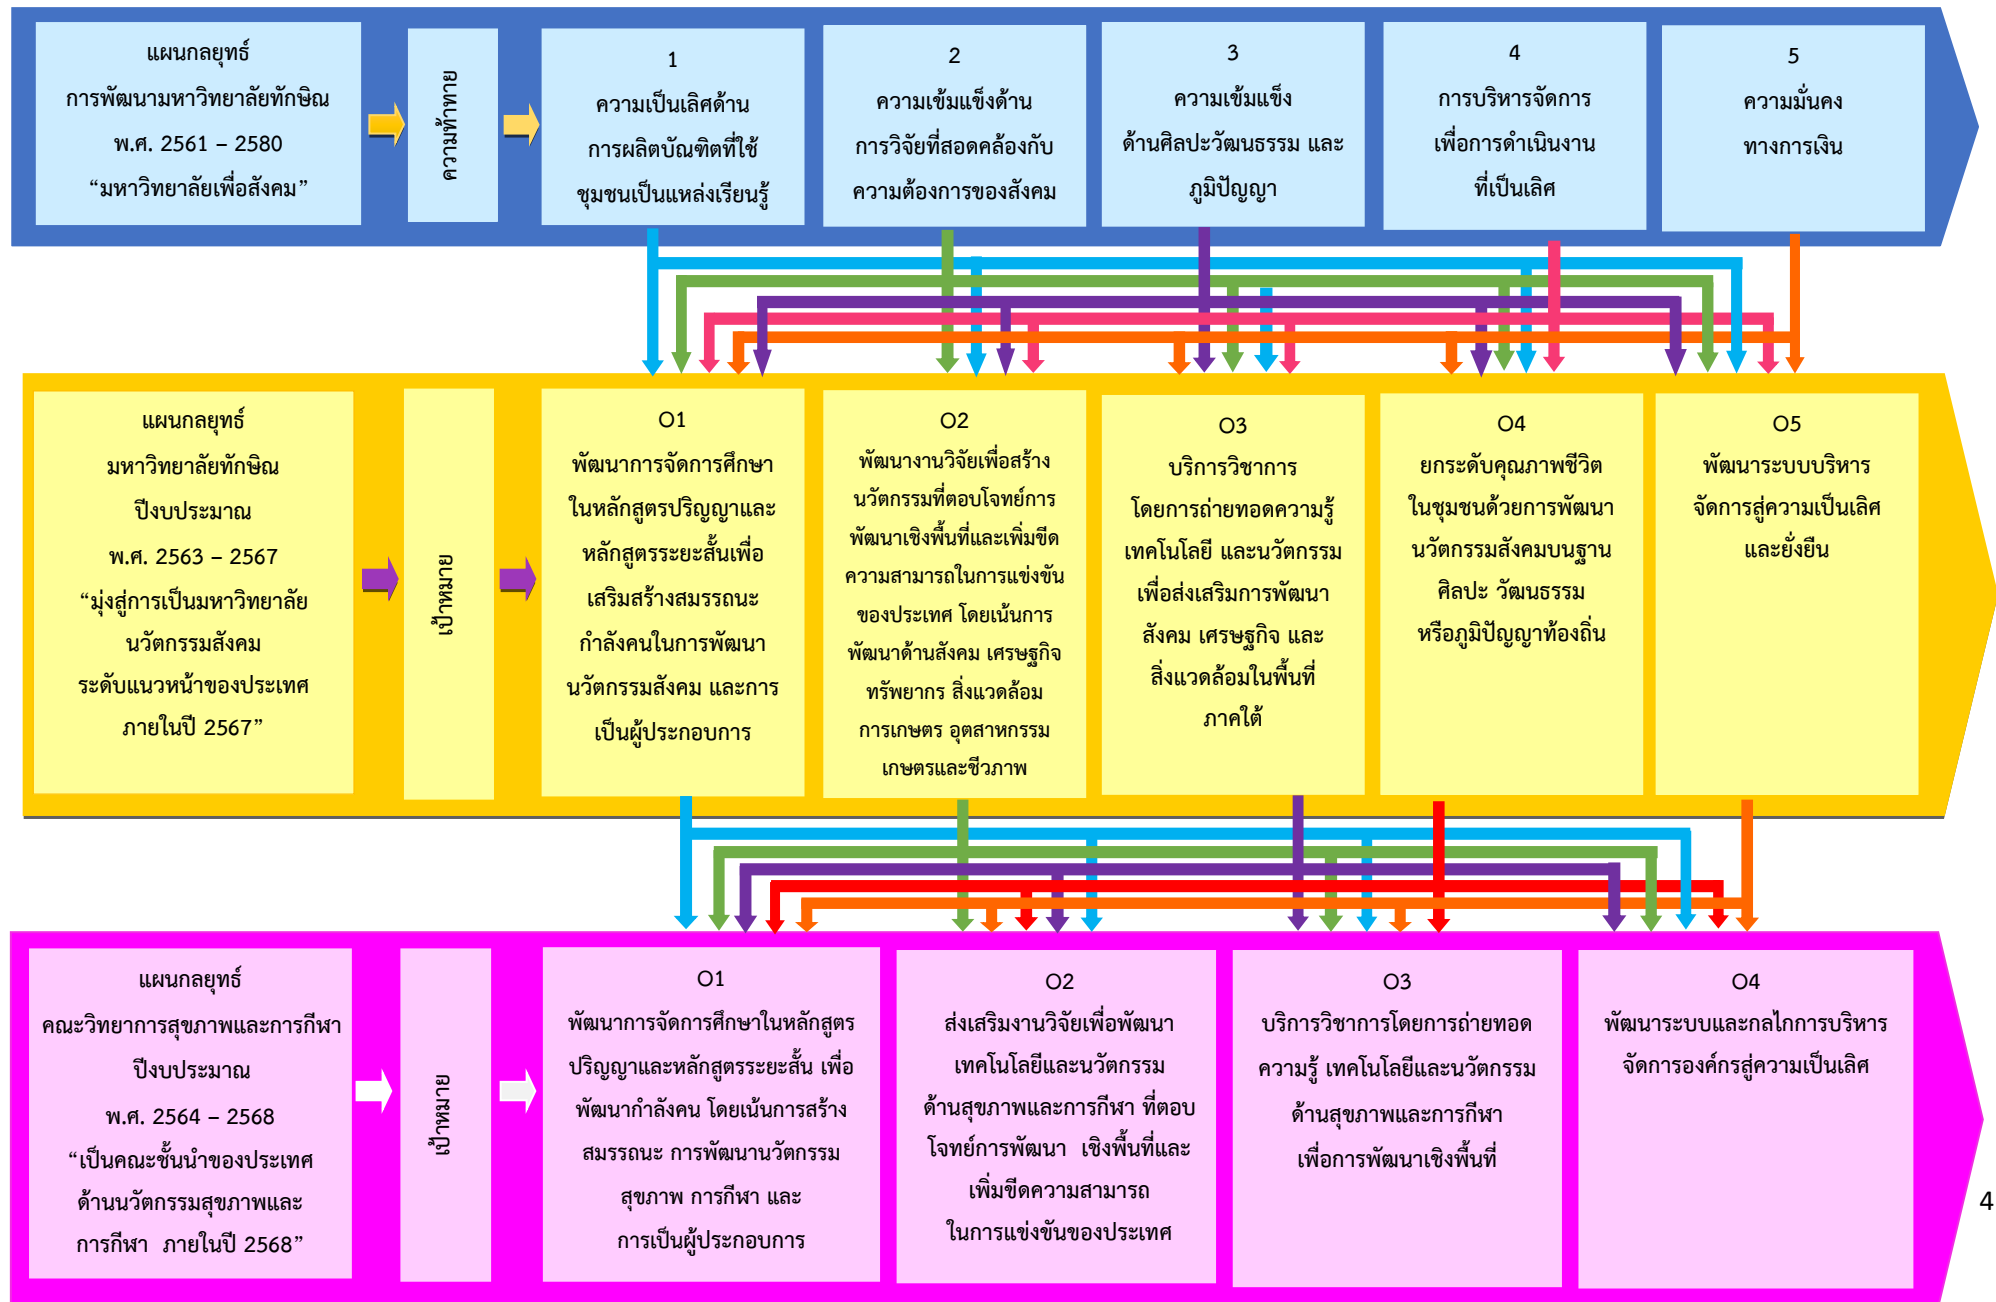 แผนกลยุทธ์
การพัฒนามหาวิทยาลัยทักษิณ
พ.ศ. 2561 – 2580
“มหาวิทยาลัยเพื่อสังคม”
ความท้าทาย
1
ความเป็นเลิศด้าน
การผลิตบัณฑิตที่ใช้
ชุมชนเป็นแหล่งเรียนรู้
2
ความเข้มแข็งด้าน
การวิจัยที่สอดคล้องกับ
ความต้องการของสังคม
3
ความเข้มแข็ง
ด้านศิลปะวัฒนธรรม และ
ภูมิปัญญา
4
การบริหารจัดการ
เพื่อการดำเนินงาน
ที่เป็นเลิศ
5
ความมั่นคง
ทางการเงิน
แผนกลยุทธ์
มหาวิทยาลัยทักษิณ
ปีงบประมาณ
พ.ศ. 2563 – 2567
“มุ่งสู่การเป็นมหาวิทยาลัย
นวัตกรรมสังคม
ระดับแนวหน้าของประเทศ
ภายในปี 2567”
เป้าหมาย
O1
พัฒนาการจัดการศึกษา
ในหลักสูตรปริญญาและ
หลักสูตรระยะสั้นเพื่อ
เสริมสร้างสมรรถนะ
กำลังคนในการพัฒนา
นวัตกรรมสังคม และการ
เป็นผู้ประกอบการ
O2
พัฒนางานวิจัยเพื่อสร้าง
นวัตกรรมที่ตอบโจทย์การ
พัฒนาเชิงพื้นที่และเพิ่มขีด
ความสามารถในการแข่งขัน
ของประเทศ โดยเน้นการ
พัฒนาด้านสังคม เศรษฐกิจ
ทรัพยากร สิ่งแวดล้อม
การเกษตร อุตสาหกรรม
เกษตรและชีวภาพ
O3
บริการวิชาการ
โดยการถ่ายทอดความรู้
เทคโนโลยี และนวัตกรรม
เพื่อส่งเสริมการพัฒนา
สังคม เศรษฐกิจ และ
สิ่งแวดล้อมในพื้นที่
ภาคใต้
O4
ยกระดับคุณภาพชีวิต
ในชุมชนด้วยการพัฒนา
นวัตกรรมสังคมบนฐาน
ศิลปะ วัฒนธรรม
หรือภูมิปัญญาท้องถิ่น
O5
พัฒนาระบบบริหาร
จัดการสู่ความเป็นเลิศ
และยั่งยืน
แผนกลยุทธ์
คณะวิทยาการสุขภาพและการกีฬา
ปีงบประมาณ
พ.ศ. 2564 – 2568
“เป็นคณะชั้นนำของประเทศ
ด้านนวัตกรรมสุขภาพและ
การกีฬา ภายในปี 2568”
เป้าหมาย
O1
พัฒนาการจัดการศึกษาในหลักสูตร
ปริญญาและหลักสูตรระยะสั้น เพื่อ
พัฒนากำลังคน โดยเน้นการสร้าง
สมรรถนะ การพัฒนานวัตกรรม
สุขภาพ การกีฬา และ
การเป็นผู้ประกอบการ
O2
ส่งเสริมงานวิจัยเพื่อพัฒนา
เทคโนโลยีและนวัตกรรม
ด้านสุขภาพและการกีฬา ที่ตอบ
โจทย์การพัฒนา เชิงพื้นที่และ
เพิ่มขีดความสามารถ
ในการแข่งขันของประเทศ
O3
บริการวิชาการโดยการถ่ายทอด
ความรู้ เทคโนโลยีและนวัตกรรม
ด้านสุขภาพและการกีฬา
เพื่อการพัฒนาเชิงพื้นที่
O4
พัฒนาระบบและกลไกการบริหาร
จัดการองค์กรสู่ความเป็นเลิศ
4